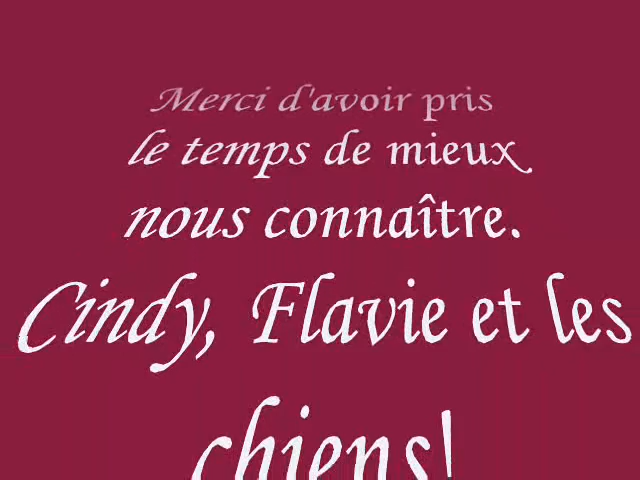 Merci d'avoir pris
le temps de mieux
nous connaître.
Cindy, Flavie et les
chiens!